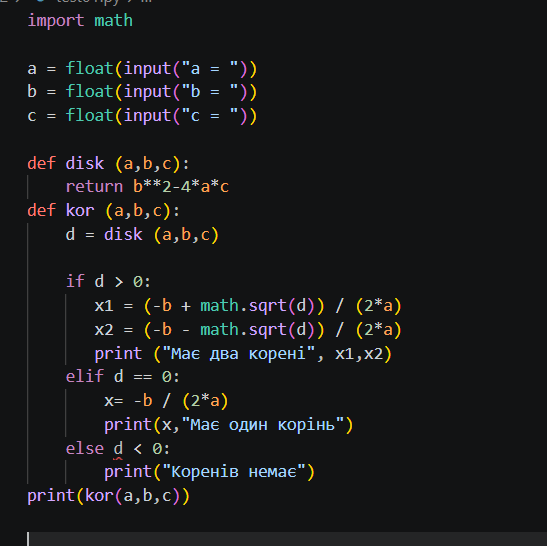 import math
a = float(input("a = "))
b = float(input("b = "))
c = float(input("c = "))
def disk (a,b,c):
    return b**2-4*a*c
def kor (a,b,c):
    d = disk (a,b,c)
    if d > 0:
       x1 = (-b + math.sqrt(d)) / (2*a)
       x2 = (-b - math.sqrt(d)) / (2*a)
       print ("Має два корені", x1,x2)
    elif d == 0:
        x= -b / (2*a)
        print(x,"Має один корінь")
    else d < 0:
        print("Коренів немає")
print(kor(a,b,c))